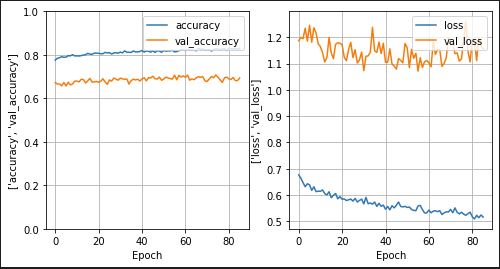 1.0
0.8
0.6
0.4
0.2
0.0
['accuracy', 'val_accuracy']
accuracy
val_accuracy
0 20 40 60 80
Epoch
1.2
1.1
1.0
0.9
0.8
0.7
0.6
0.5
['loss', 'val_loss']
loss
val_loss
0 20 40 60 80
Epoch